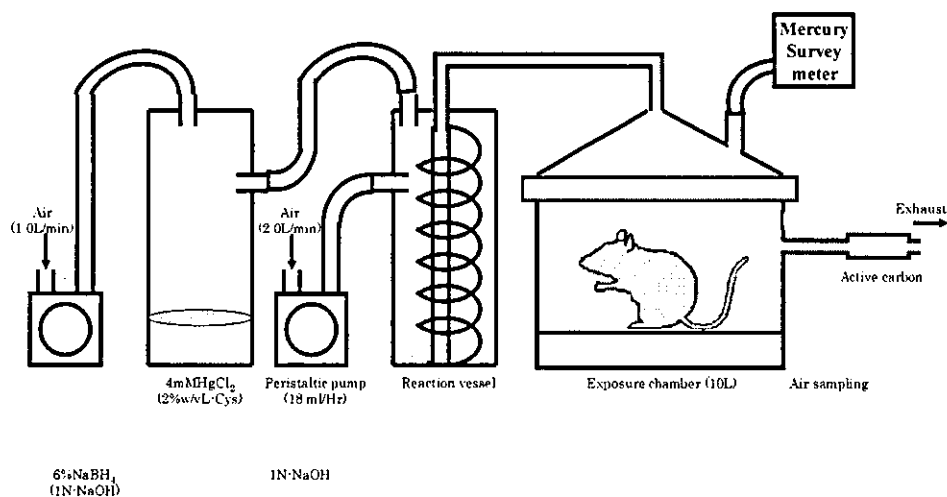 Mercury
Survey
meter
Air
(1 0L/min)
Air
(2 0L/min)
Exhaust
Active carbon
4mMHgCl2
(2%w/vL-Cys)
Peristaltic pump
(18 ml/Hr)
Reaction vessel
Exposure chamber (10L)
Air sampling
6%NaBH4
(1N-NaOH)
1N-NaOH